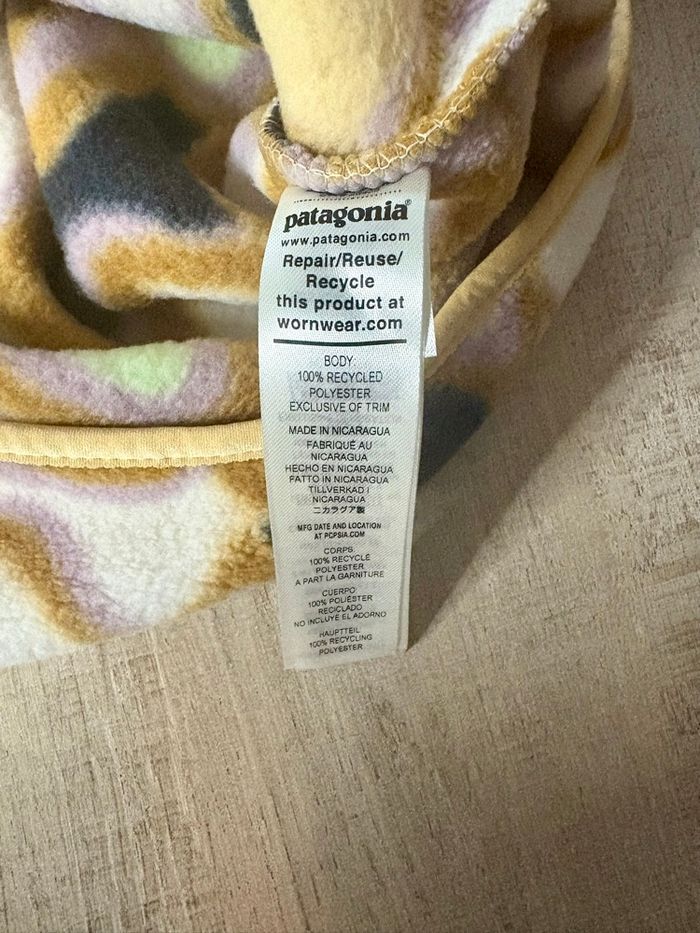 patagonia®
www.patagonia.com
Repair/Reuse/
Recycle
this product at
wornwear.com
BODY:
100% RECYCLED
POLYESTER
EXCLUSIVE OF TRIM
MADE IN NICARAGUA
FABRIQUÉ AU
NICARAGUA
HECHO EN NICARAGUA
FATTO IN NICARAGUA
TILLVERKAD I
NICARAGUA
ニカラグア製
MFG DATE AND LOCATION
AT PCPSIA.COM
CORPS:
100% RECYCLÉ
POLYESTER
A PART LA GARNITURE
CUERPO:
100% POLIÉSTER
RECICLADO
NO INCLUYE EL ADORNO
HAUPTTEIL:
100% RECYCLING
POLYESTER